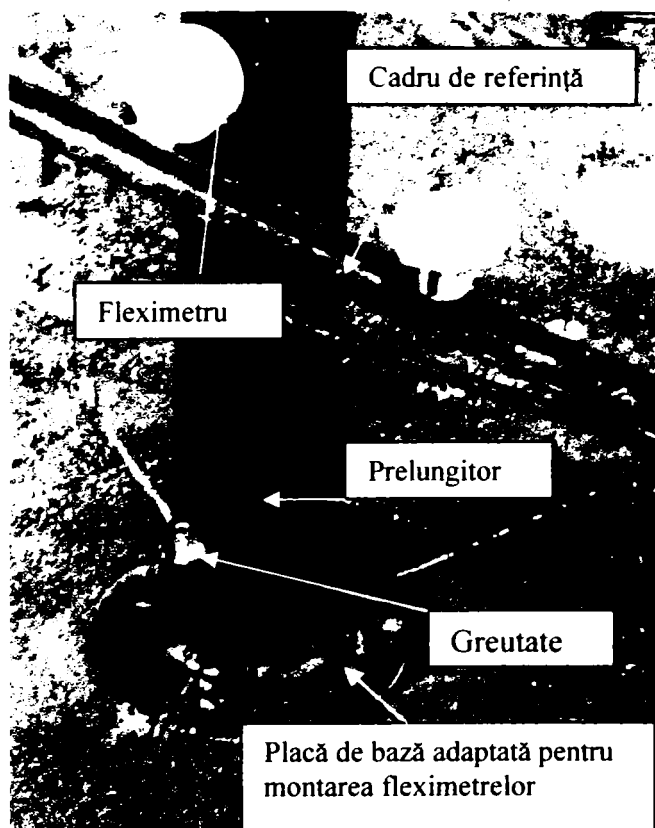 Cadru de referință
Fleximetru
Prelungitor
Greutate
Placă de bază adaptată pentru
montarea fleximetrelor